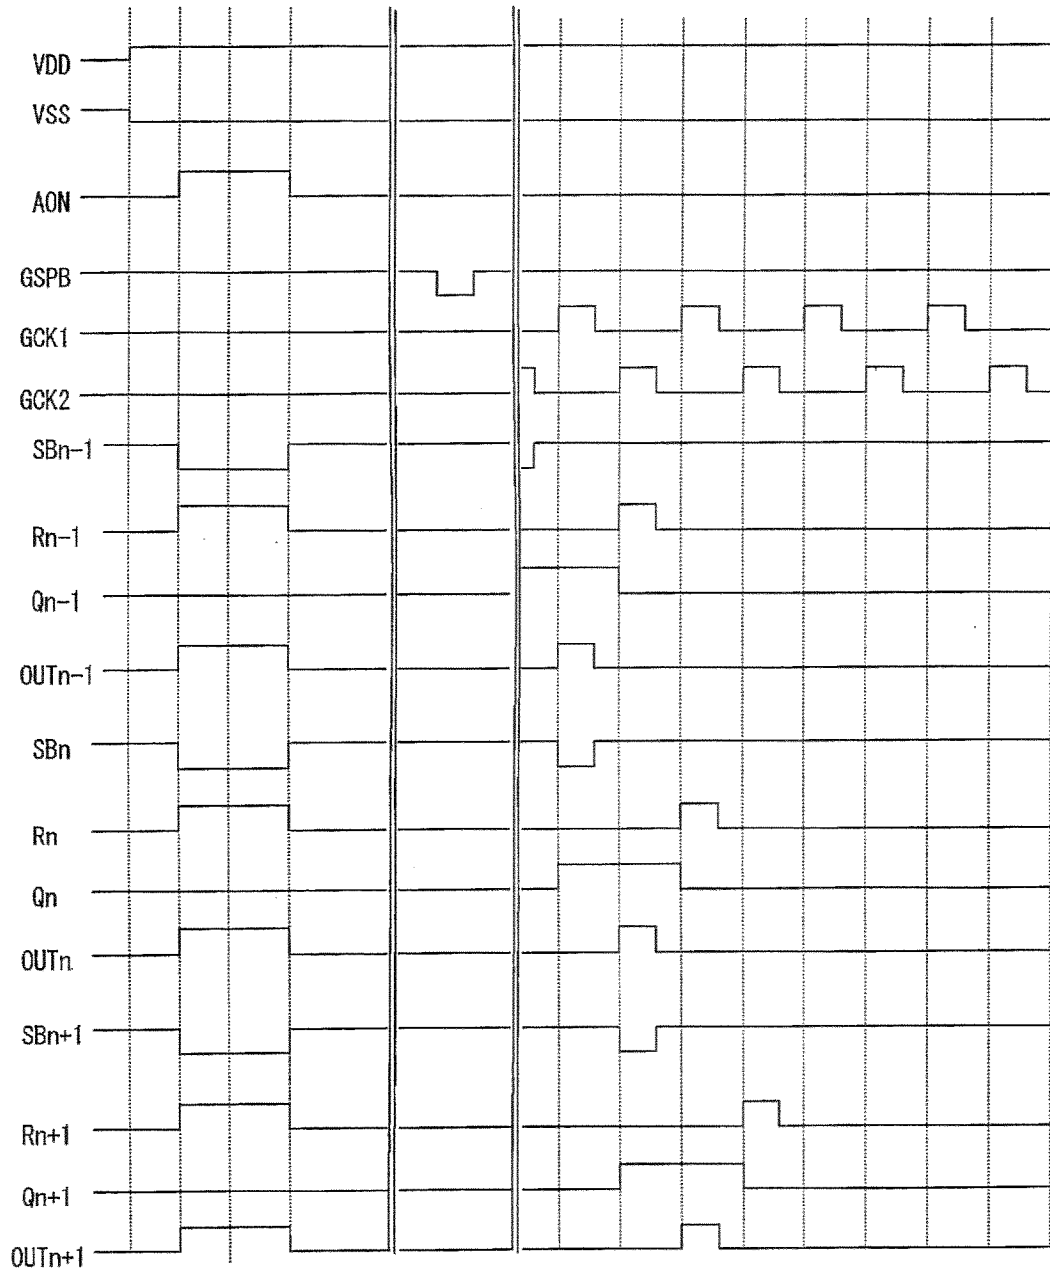 VDD
VSS
AON
GSPB
GCK1
GCK2
SBn-1
Rn-1
Qn-1
OUTn-1
SBn
Rn
Qn
OUTn
SBn+1
Rn+1
Qn+1
OUTn+1